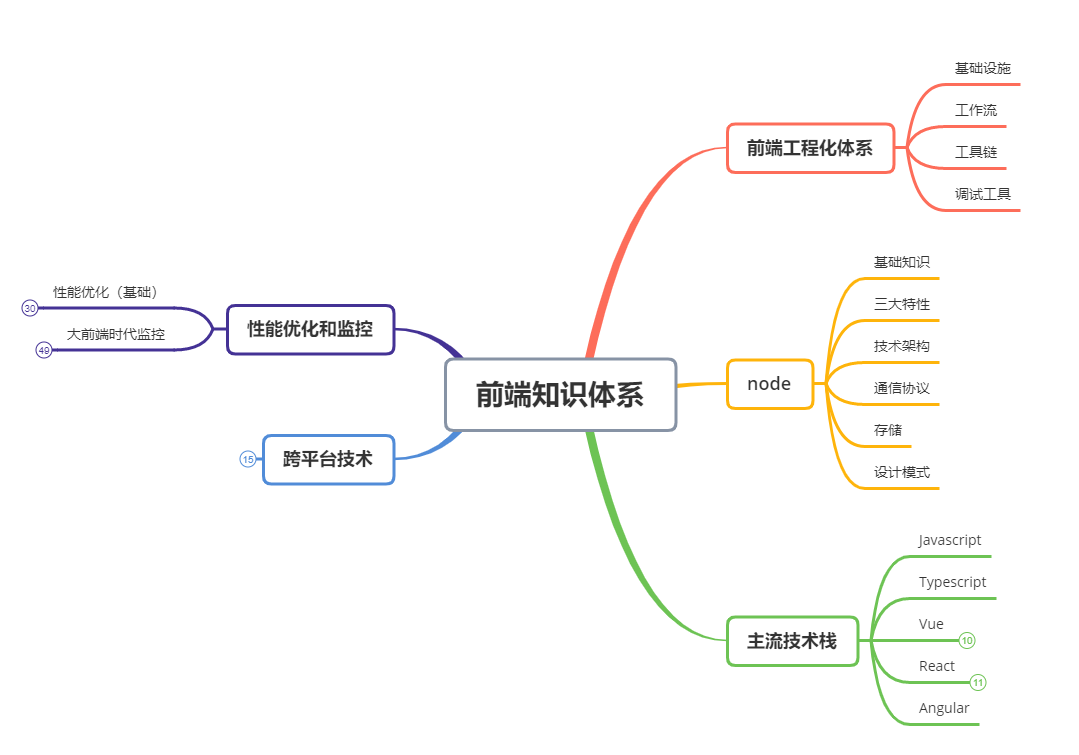 前端知识体系
前端工程化体系
基础设施
工作流
工具链
调试工具
node
基础知识
三大特性
技术架构
通信协议
存储
设计模式
主流技术栈
Javascript
Typescript
Vue
10
React
11
Angular
性能优化和监控
性能优化（基础）
30
大前端时代监控
49
跨平台技术
15